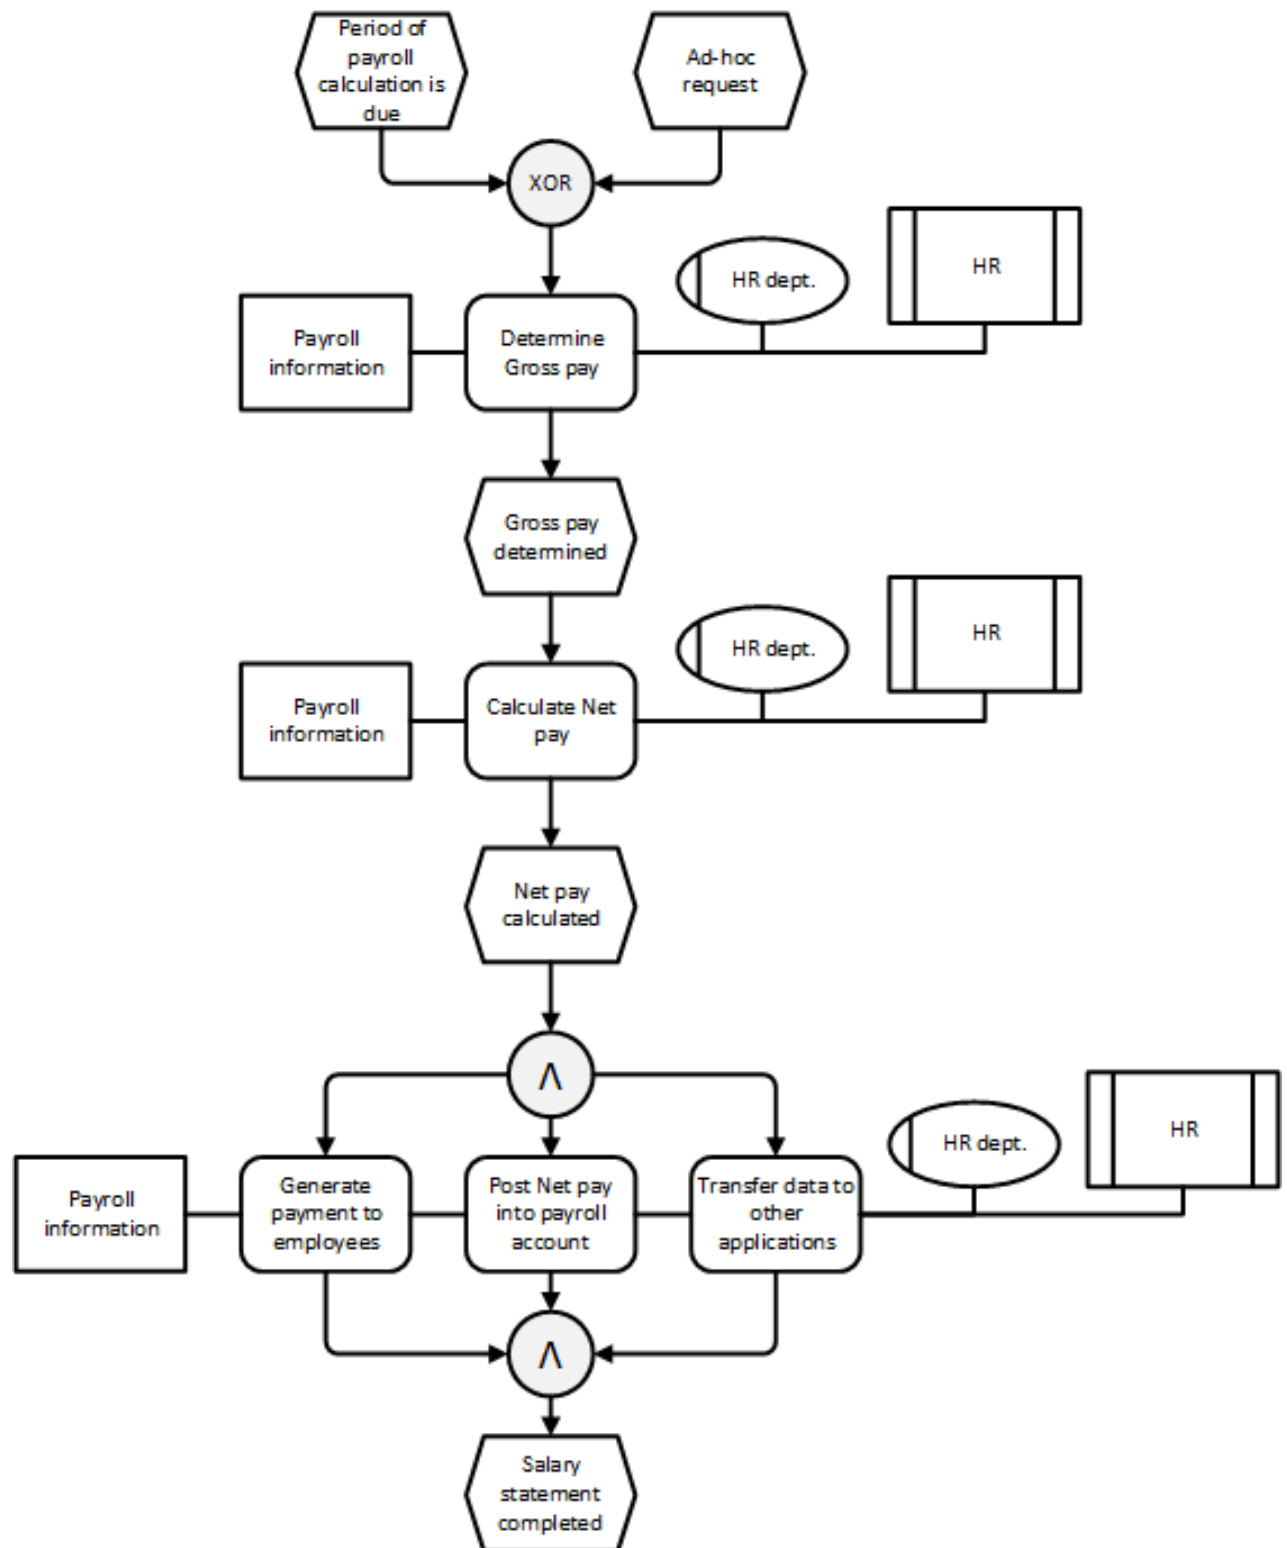 Period of
payroll
calculation is
due
Ad-hoc
request
XOR
HR dept.
HR
Payroll
information
Determine
Gross pay
Gross pay
determined
HR dept.
HR
Payroll
information
Calculate Net
pay
Net pay
calculated
Λ
HR dept.
HR
Payroll
information
Generate
payment to
employees
Post Net pay
into payroll
account
Transfer data to
other
applications
Λ
Salary
statement
completed